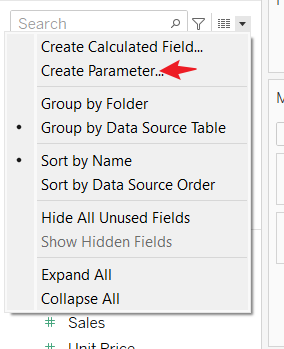 Search
Create Calculated Field...
Create Parameter...
Group by Folder
Group by Data Source Table
Sort by Name
Sort by Data Source Order
Hide All Unused Fields
Show Hidden Fields
Expand All
Collapse All
Sales
Unit Price